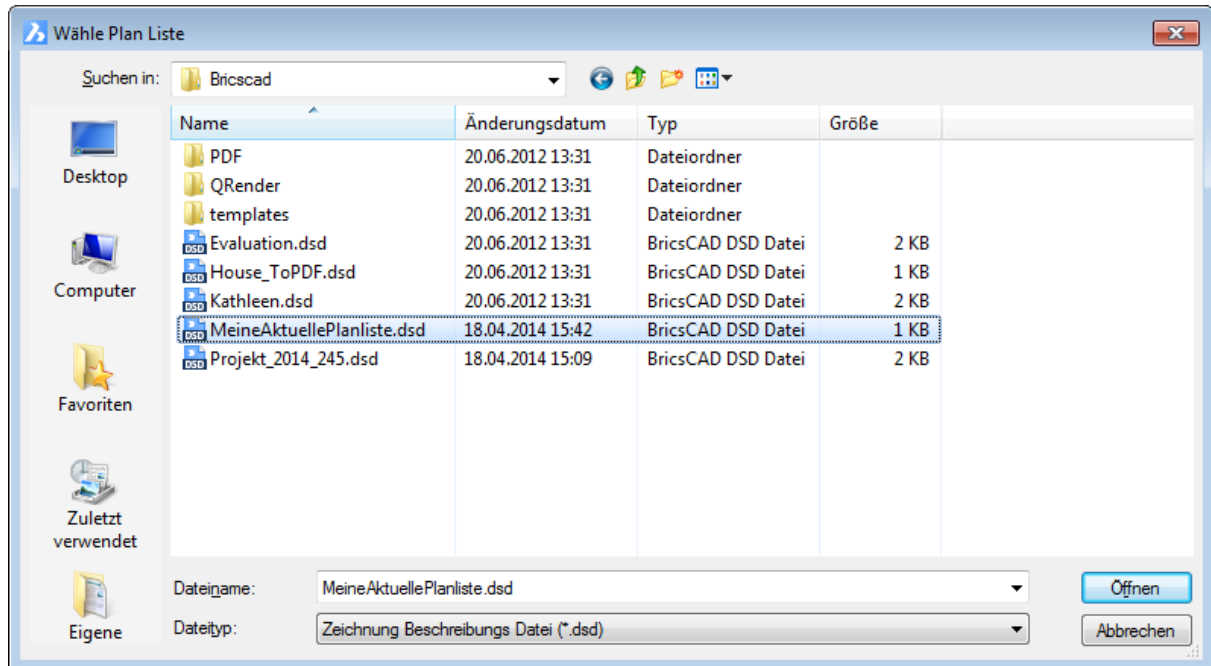 Wähle Plan Liste
Suchen in: Bricscad
Name Änderungsdatum Typ Größe
PDF 20.06.2012 13:31 Dateiordner
QRender 20.06.2012 13:31 Dateiordner
templates 20.06.2012 13:31 Dateiordner
DSD Evaluation.dsd 20.06.2012 13:31 BricsCAD DSD Datei 2 KB
DSD House_ToPDF.dsd 20.06.2012 13:31 BricsCAD DSD Datei 1 KB
DSD Kathleen.dsd 20.06.2012 13:31 BricsCAD DSD Datei 2 KB
DSD MeineAktuellePlanliste.dsd 18.04.2014 15:42 BricsCAD DSD Datei 1 KB
DSD Projekt_2014_245.dsd 18.04.2014 15:09 BricsCAD DSD Datei 2 KB
Desktop
Computer
Favoriten
Zuletzt
verwendet
Eigene
Dateiname: MeineAktuellePlanliste.dsd Öffnen
Dateityp: Zeichnung Beschreibungs Datei (*.dsd) Abbrechen